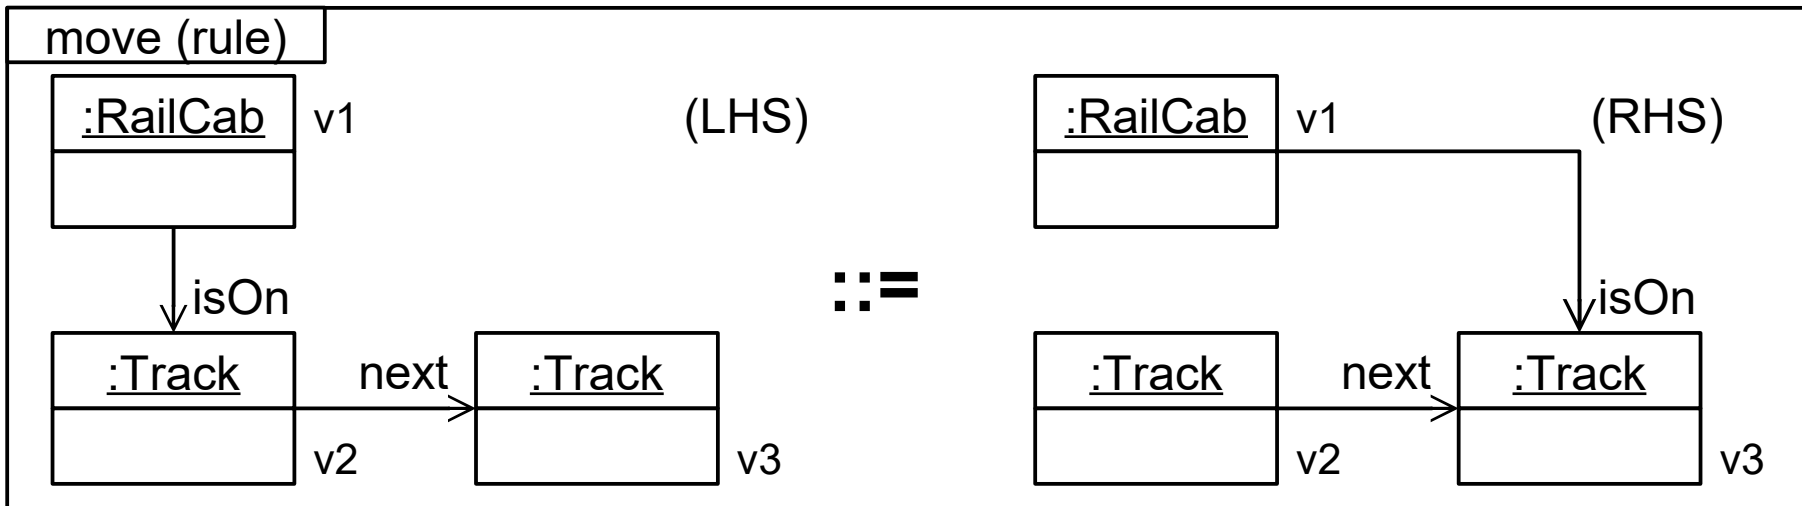 move (rule)
:RailCab v1 (LHS) :RailCab v1 (RHS)
::=
isOn isOn
:Track next :Track :Track next :Track
v2 v3 v2 v3